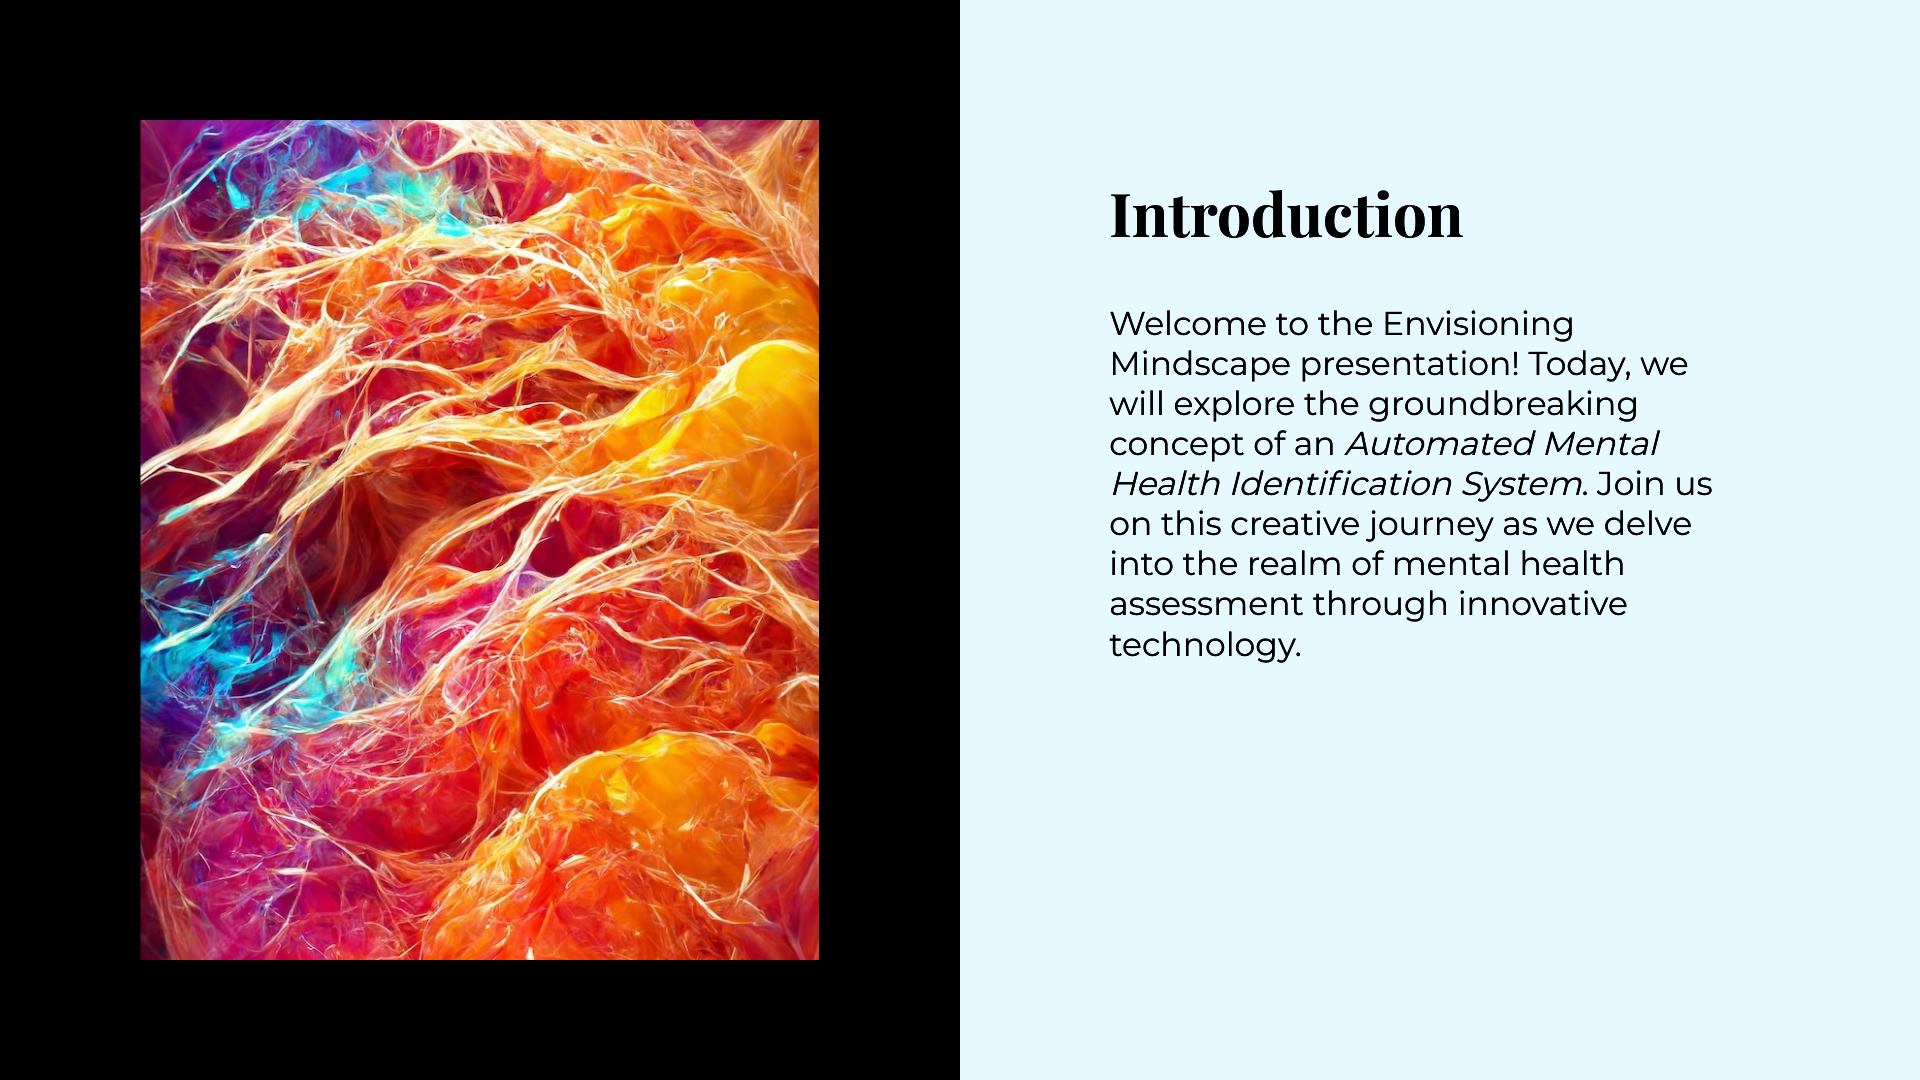 Introduction
Welcome to the Envisioning
Mindscape presentation! Today, we
will explore the groundbreaking
concept of an Automated Mental
Health Identification System. Join us
on this creative journey as we delve
into the realm of mental health
assessment through innovative
technology.